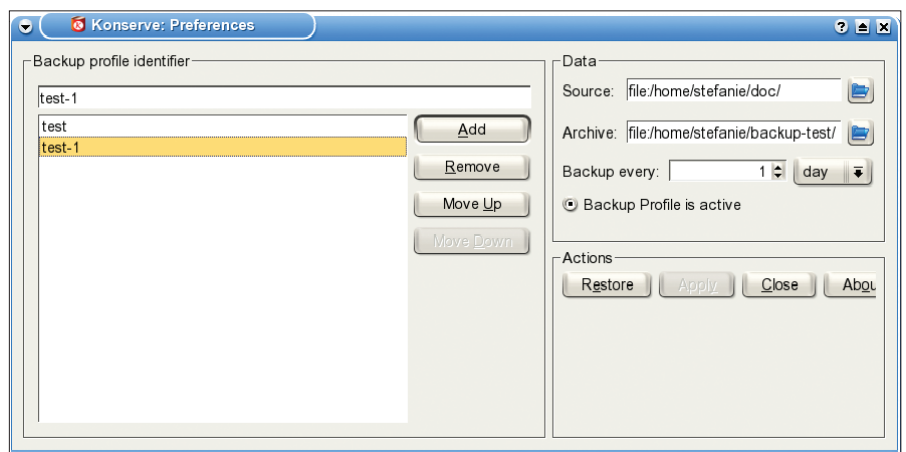 Konserve: Preferences
Backup profile identifier
test-1
test
test-1
Add
Remove
Move Up
Move Down
Data
Source: file:/home/stefanie/doc/
Archive: file:/home/stefanie/backup-test/
Backup every: 1 day
Backup Profile is active
Actions
Restore Apply Close Abou